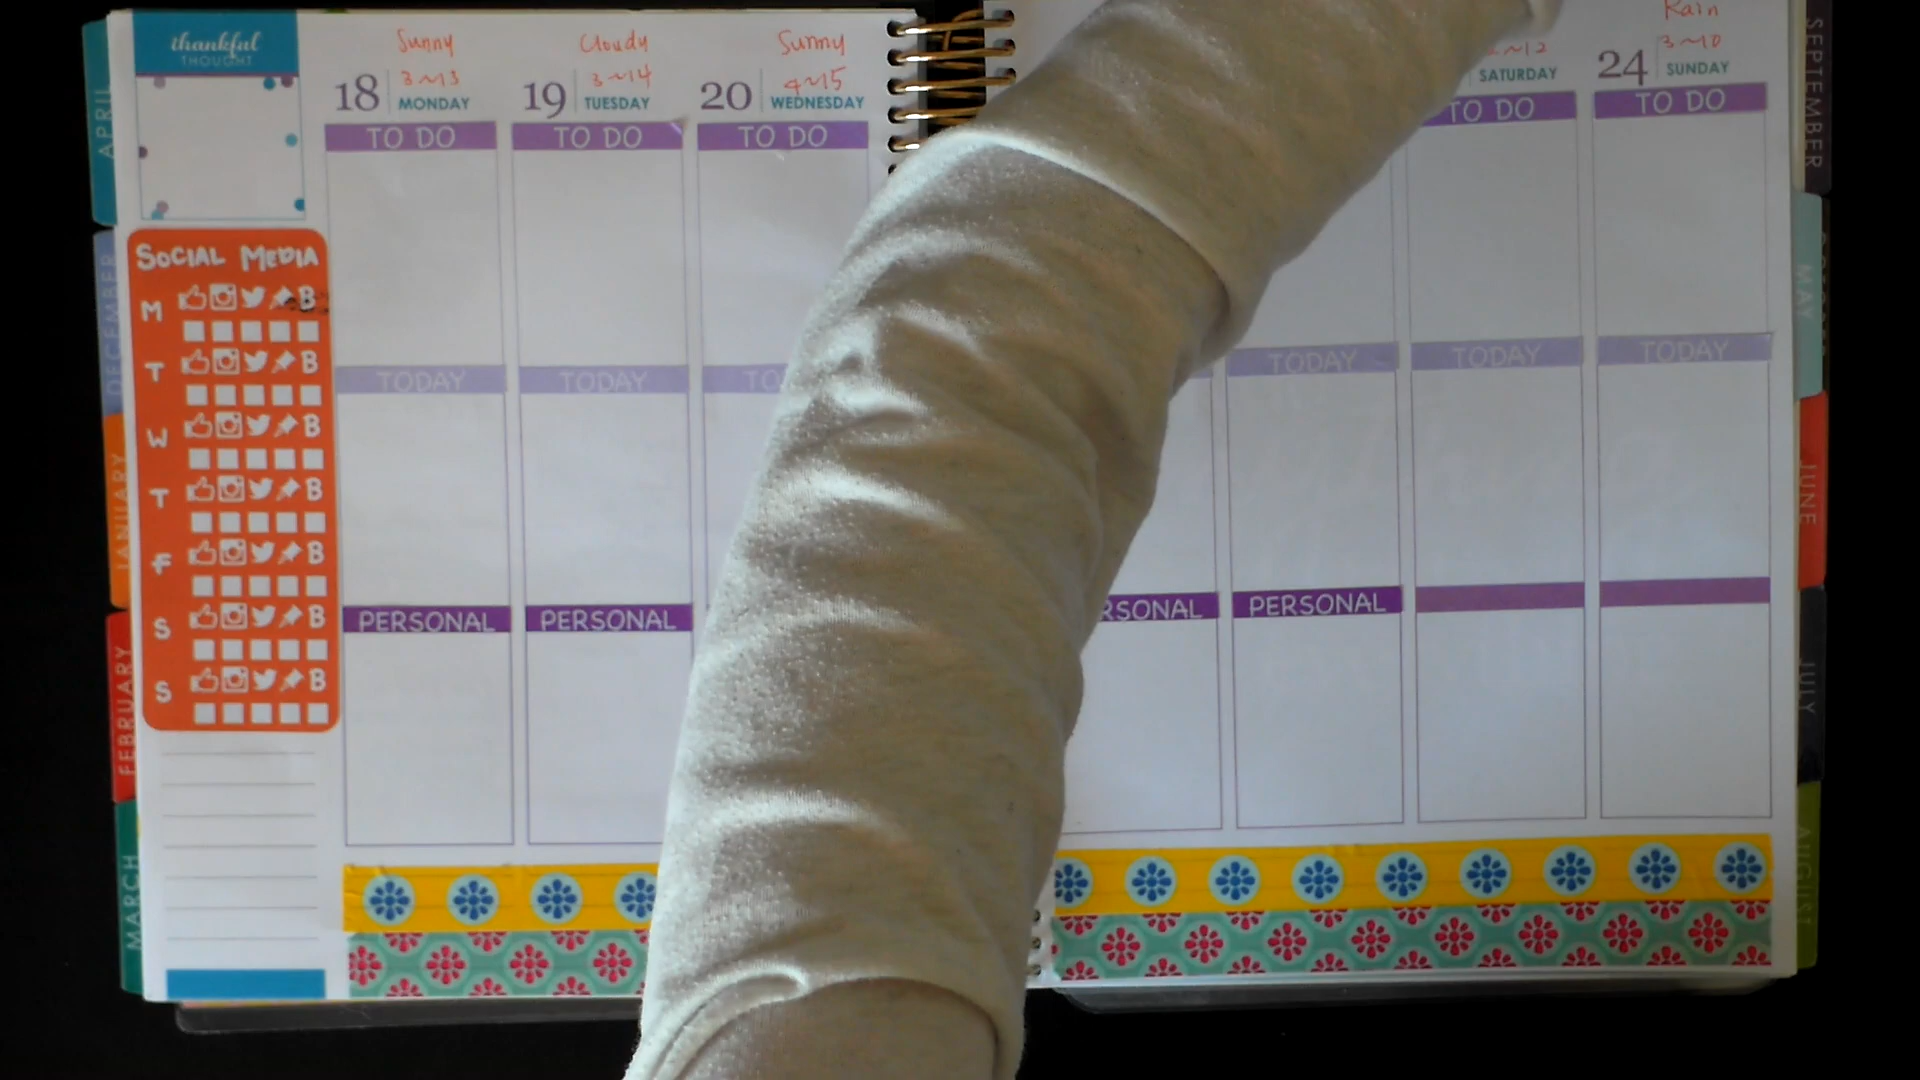 thankful
THOUGHT
Sunny
3~13
18 MONDAY
Cloudy
3~14
19 TUESDAY
Sunny
4~15
20 WEDNESDAY
SATURDAY
Rain
3~10
24 SUNDAY
TO DO
TO DO
TO DO
TO DO
TO DO
SOCIAL MEDIA
M
B
T
B
W
B
T
B
F
B
S
B
S
B
TODAY
TODAY
TODAY
TODAY
TODAY
PERSONAL
PERSONAL
PERSONAL
APRIL
DECEMBER
JANUARY
FEBRUARY
MARCH
SEPTEMBER
MAY
JUNE
JULY
AUGUST